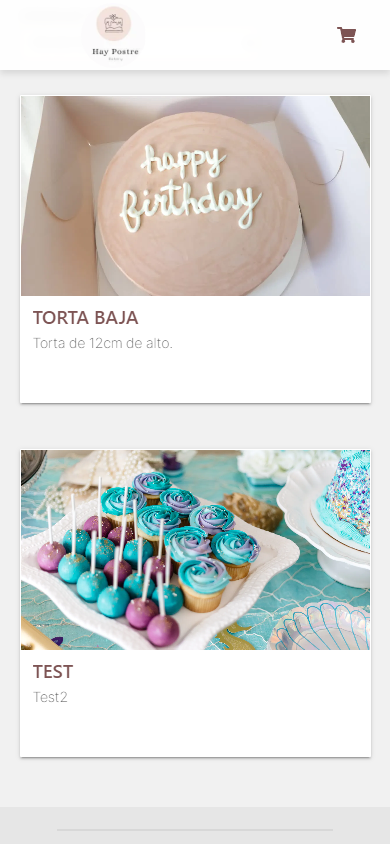 Hay Postre
happy
birthday
TORTA BAJA
Torta de 12cm de alto.
TEST
Test2